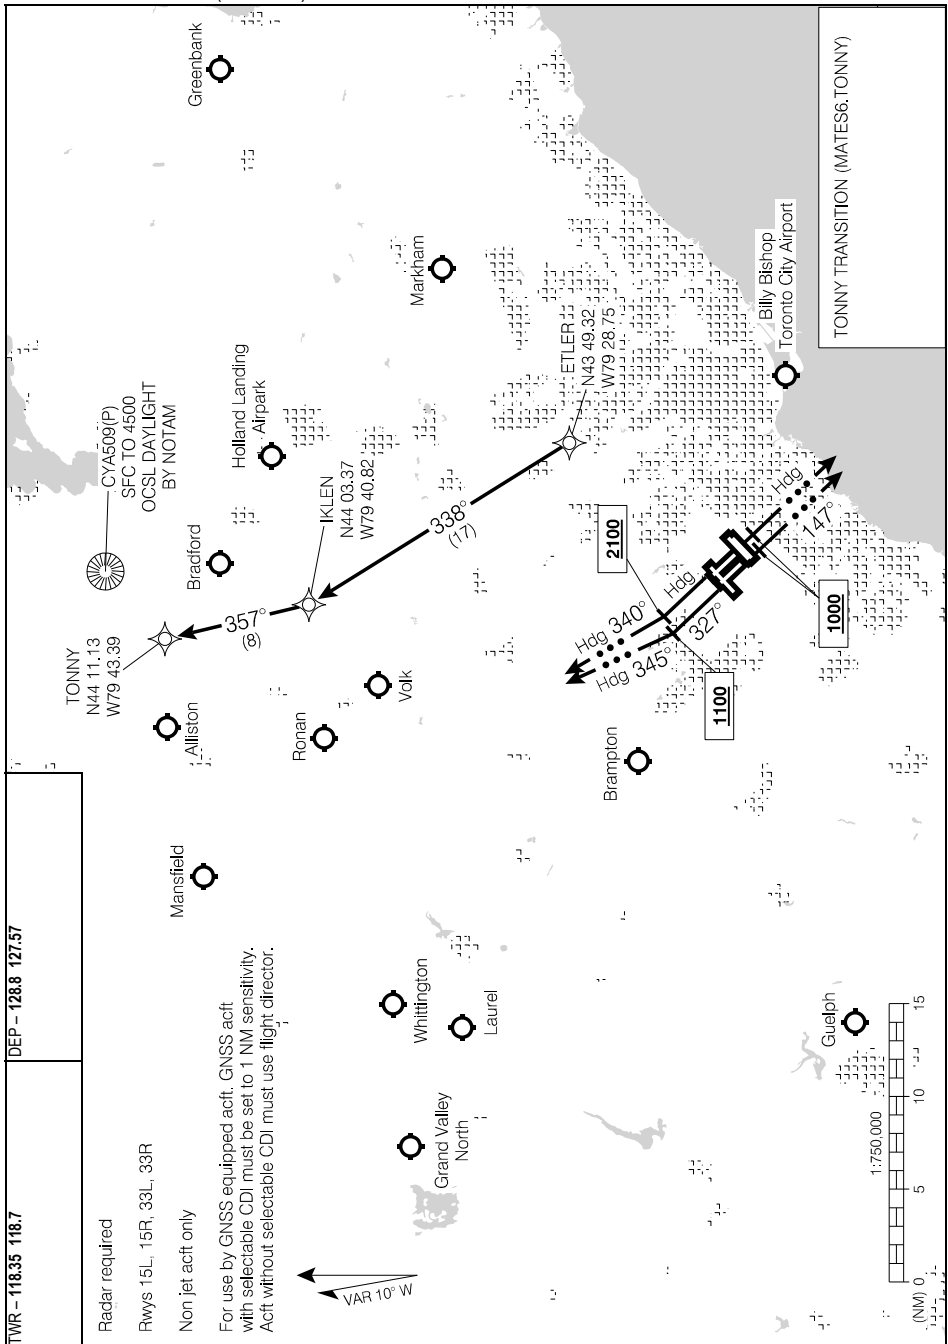 TWR – 118.35 118.7
DEP – 128.8 127.57
Radar required
Rwys 15L, 15R, 33L, 33R
Non jet acft only
For use by GNSS equipped acft. GNSS acft
with selectable CDI must be set to 1 NM sensitivity.
Acft without selectable CDI must use flight director.
VAR 10° W
Mansfield
Alliston
TONNY
N44 11.13
W79 43.39
357°
(8)
Bradford
CYA509(P)
SFC TO 4500
OCSL DAYLIGHT
BY NOTAM
Holland Landing
Airpark
Greenbank
Ronan
Volk
IKLEN
N44 03.37
W79 40.82
338°
(17)
Markham
ETLER
N43 49.32
W79 28.75
Whittington
Laurel
Grand Valley
North
Brampton
2100
Hdg 340°
Hdg 345°
Hdg
327°
1100
1000
Hdg
147°
Billy Bishop
Toronto City Airport
Guelph
1:750,000
(NM) 0 5 10 15
TONNY TRANSITION (MATES6.TONNY)